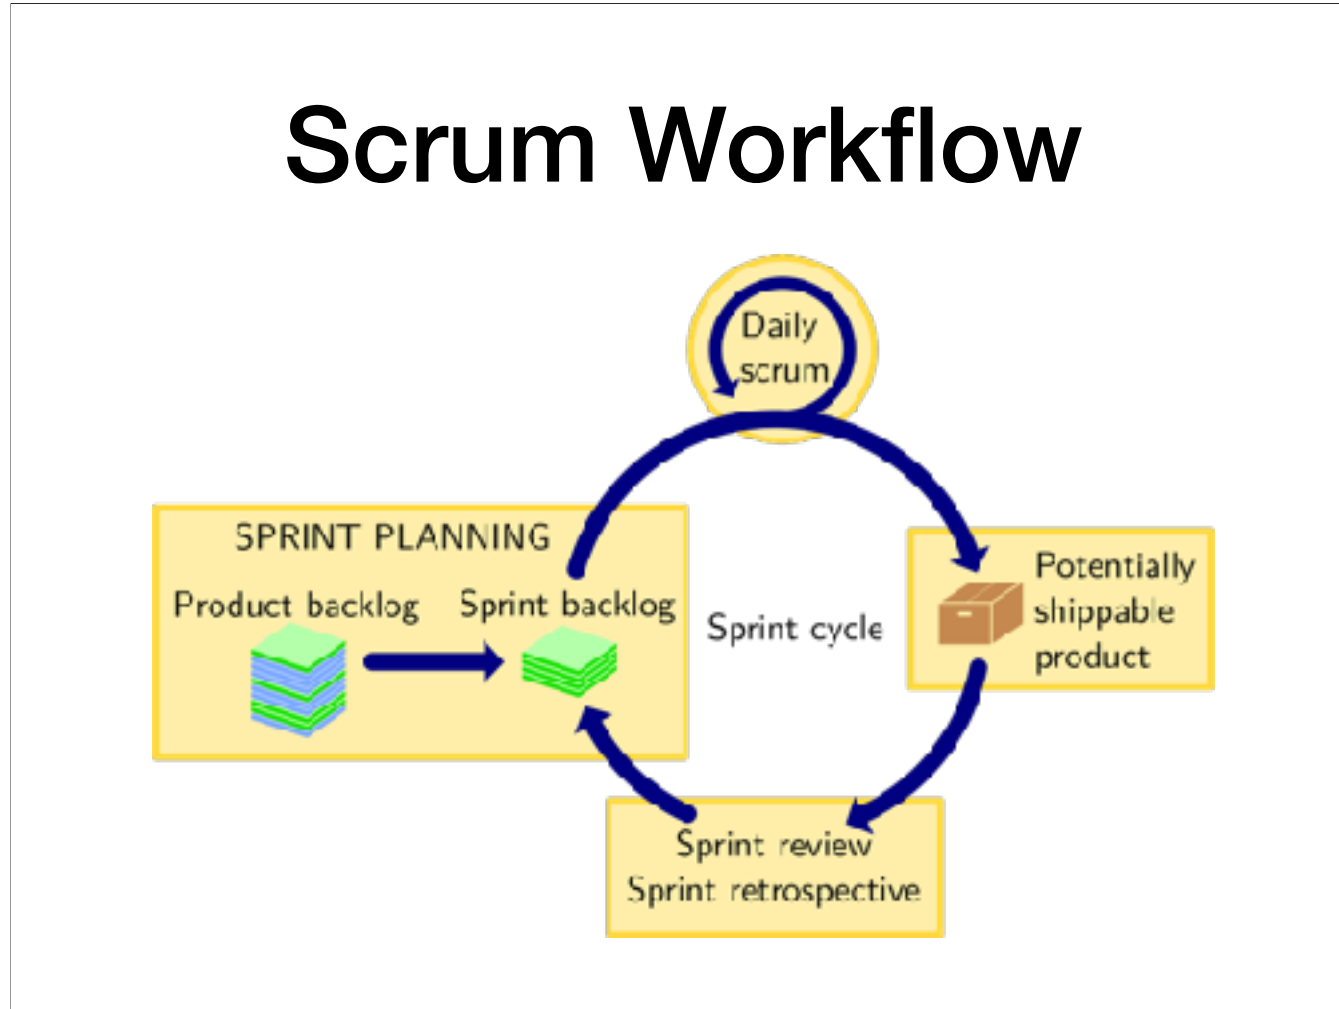 Scrum Workflow
Daily
scrum
SPRINT PLANNING
Product backlog
Sprint backlog
Sprint cycle
Potentially
shippable
product
Sprint review
Sprint retrospective